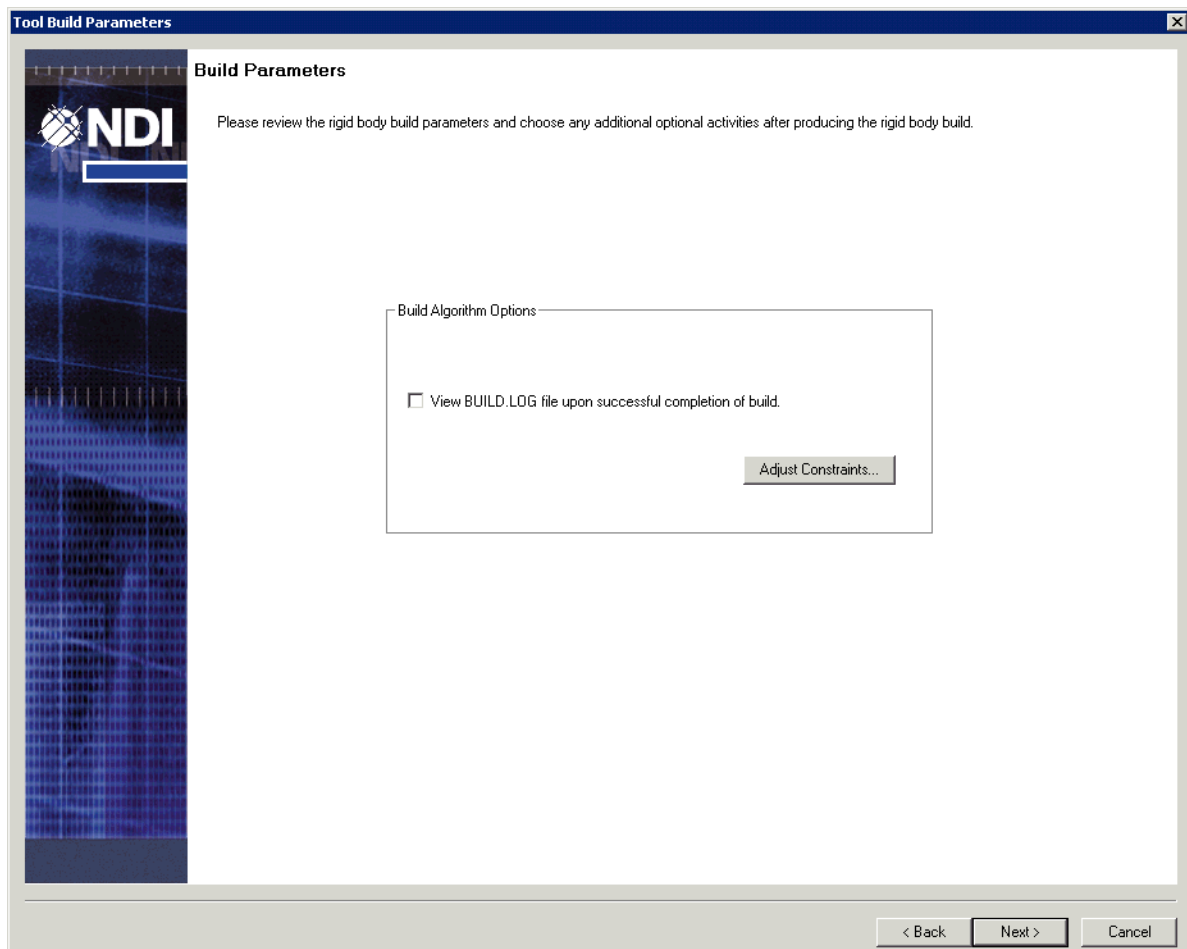 Tool Build Parameters
Build Parameters
NDI
Please review the rigid body build parameters and choose any additional optional activities after producing the rigid body build.
Build Algorithm Options
View BUILD.LOG file upon successful completion of build.
Adjust Constraints...
< Back
Next >
Cancel